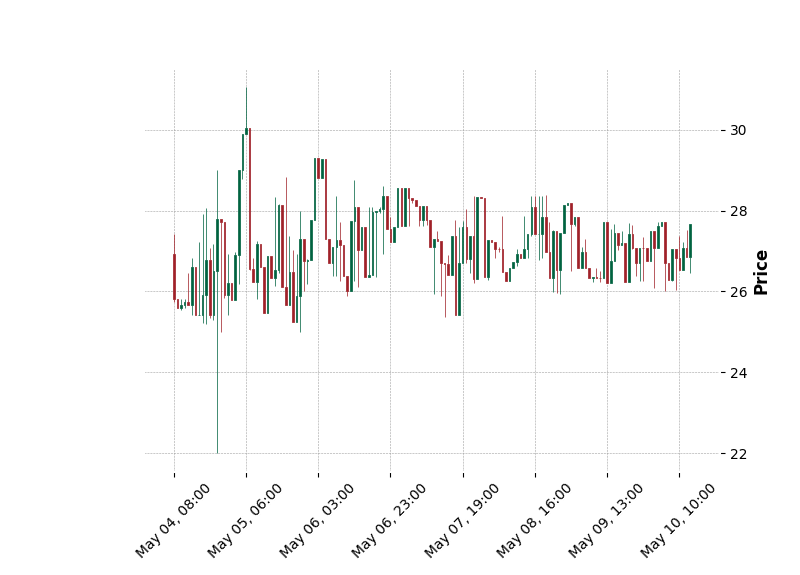 30
28
26
24
22
Price
May 04, 08:00
May 05, 06:00
May 06, 03:00
May 06, 23:00
May 07, 19:00
May 08, 16:00
May 09, 13:00
May 10, 10:00